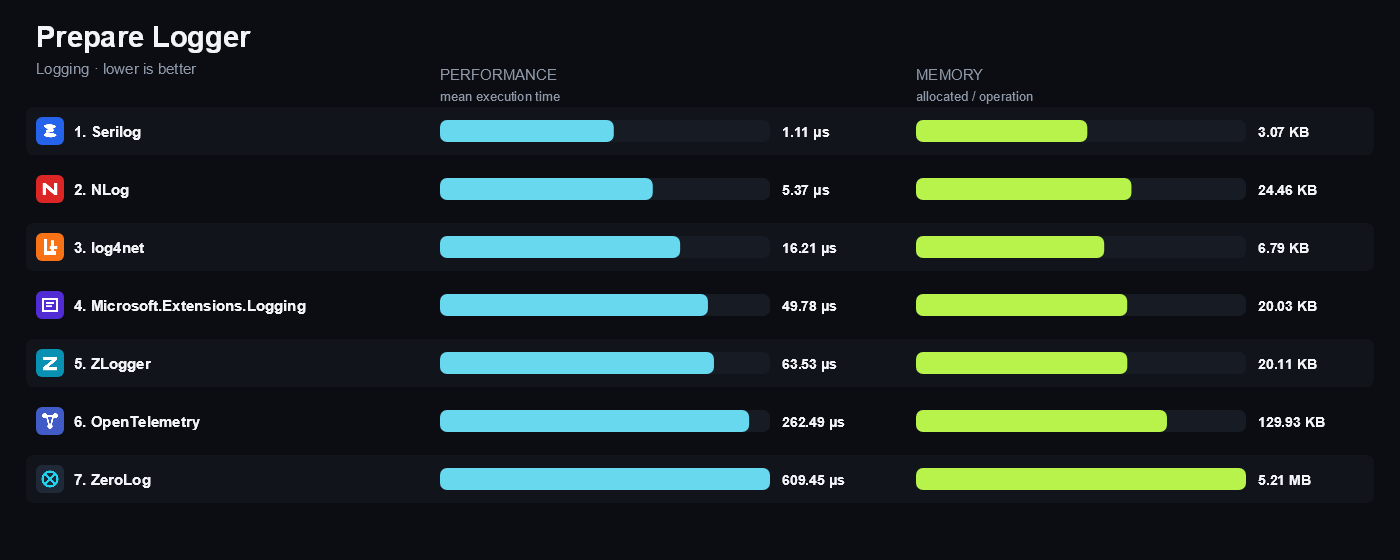 Prepare Logger
Logging · lower is better
PERFORMANCE
mean execution time
MEMORY
allocated / operation
1. Serilog 1.11 µs 3.07 KB
2. NLog 5.37 µs 24.46 KB
3. log4net 16.21 µs 6.79 KB
4. Microsoft.Extensions.Logging 49.78 µs 20.03 KB
5. ZLogger 63.53 µs 20.11 KB
6. OpenTelemetry 262.49 µs 129.93 KB
7. ZeroLog 609.45 µs 5.21 MB